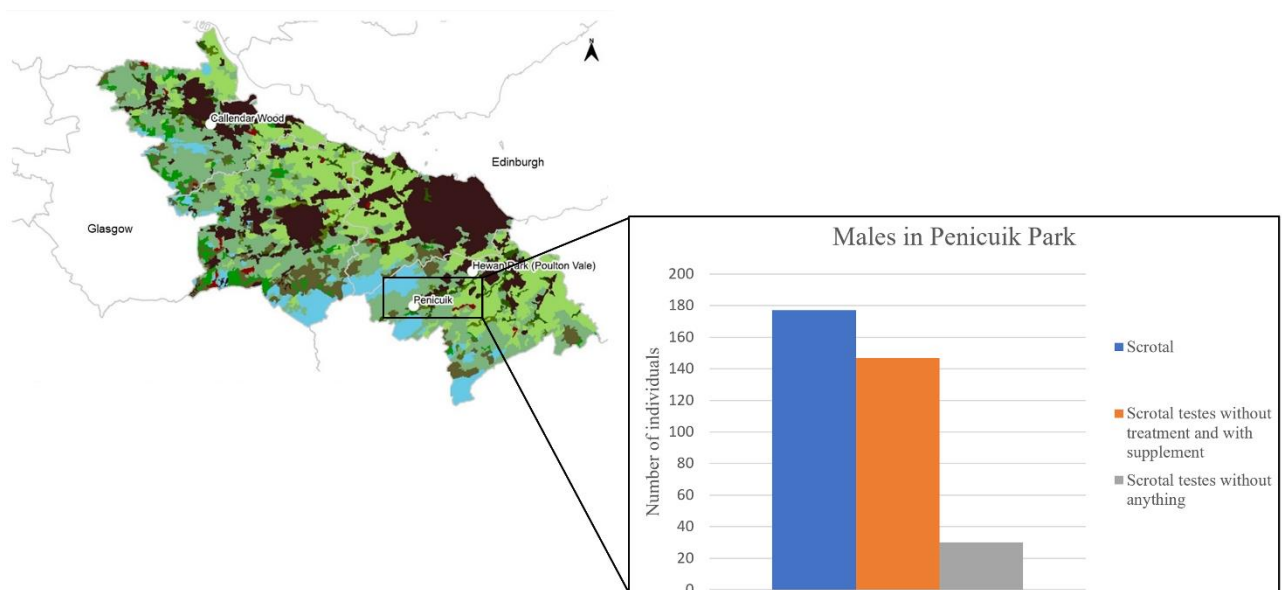 N
Callendar Wood
Edinburgh
Glasgow
Hewan Park (Poulton Vale)
Penicuik
Males in Penicuik Park
Number of individuals
200
180
160
140
120
100
80
60
40
20
0
Scrotal
Scrotal testes without
treatment and with
supplement
Scrotal testes without
anything